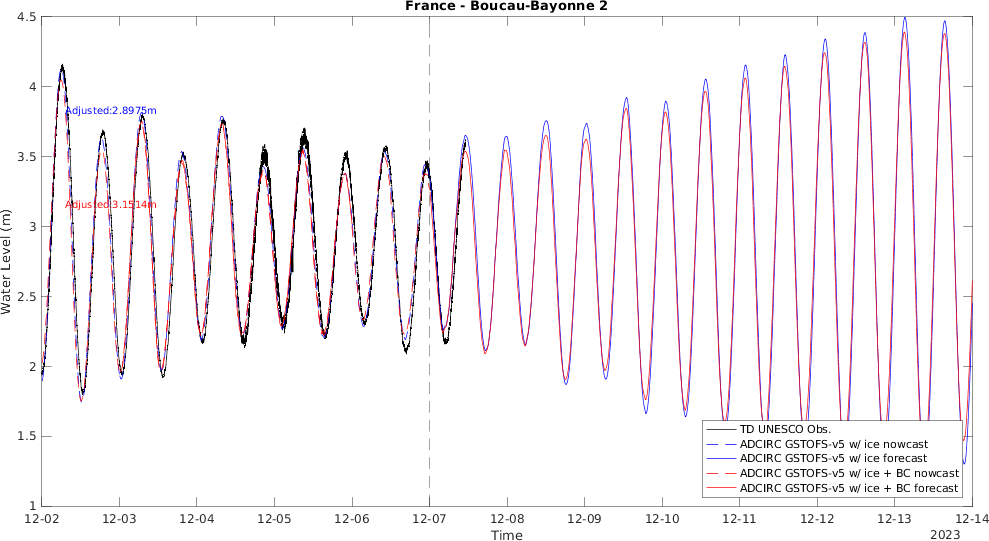 France - Boucau-Bayonne 2
4.5
4
3.5
3
2.5
2
1.5
1
Water Level (m)
Adjusted:2.8975m
Adjusted:3.1514m
TD UNESCO Obs.
ADCIRC GSTOFS-v5 w/ ice nowcast
ADCIRC GSTOFS-v5 w/ ice forecast
ADCIRC GSTOFS-v5 w/ ice + BC nowcast
ADCIRC GSTOFS-v5 w/ ice + BC forecast
12-02 12-03 12-04 12-05 12-06 12-07 12-08 12-09 12-10 12-11 12-12 12-13 12-14
Time
2023